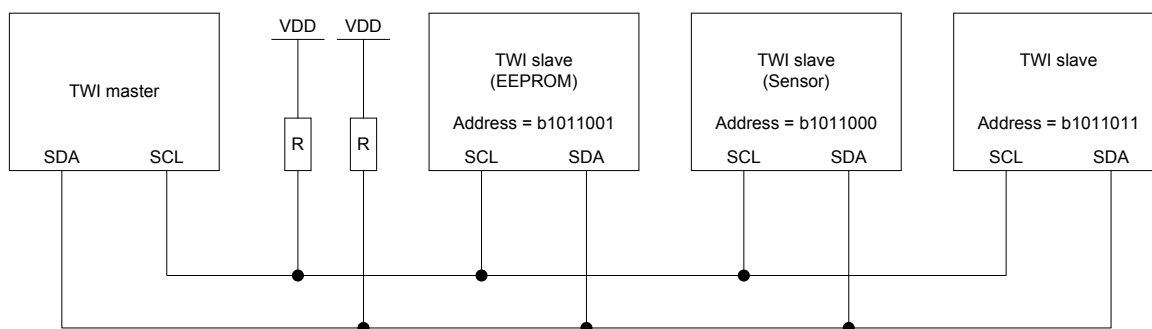 TWI master
SDA SCL
VDD VDD
R R
TWI slave
(EEPROM)
Address = b1011001
SCL SDA
TWI slave
(Sensor)
Address = b1011000
SCL SDA
TWI slave
Address = b1011011
SCL SDA